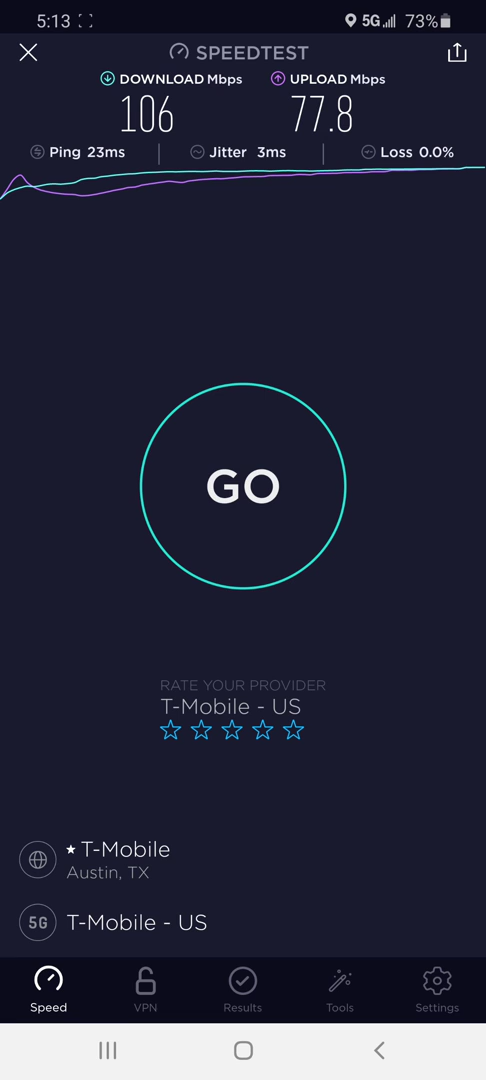 5:13 5G 73%
SPEEDTEST
DOWNLOAD Mbps UPLOAD Mbps
106 77.8
Ping 23ms Jitter 3ms Loss 0.0%
GO
RATE YOUR PROVIDER
T-Mobile - US
T-Mobile
Austin, TX
5G T-Mobile - US
Speed VPN Results Tools Settings